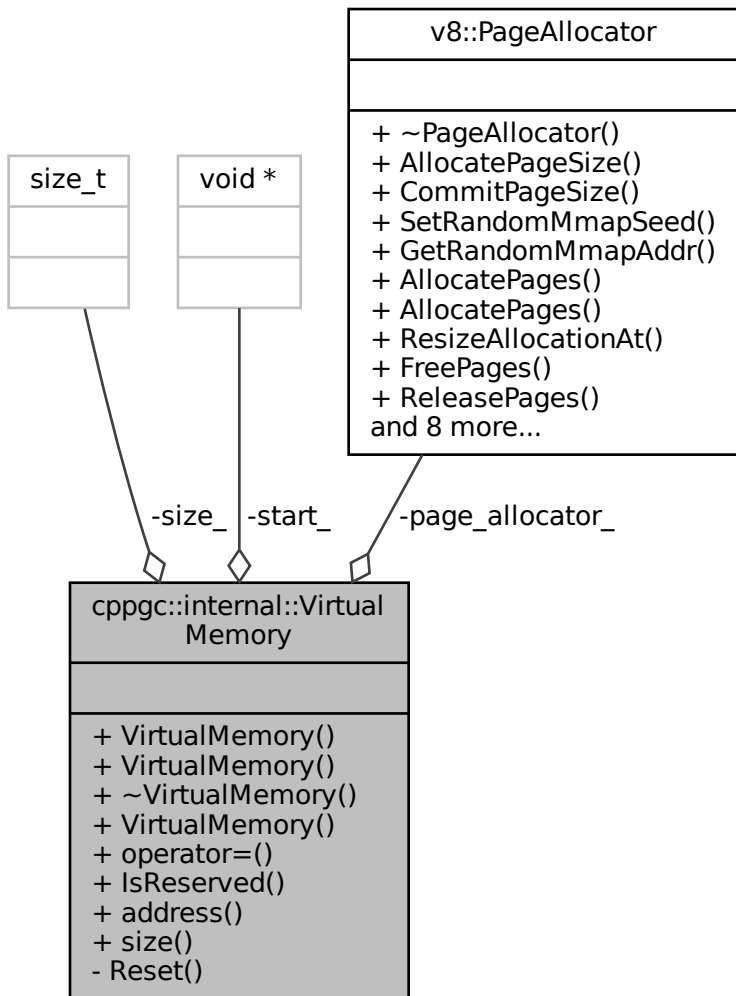 v8::PageAllocator
+ ~PageAllocator()
+ AllocatePageSize()
+ CommitPageSize()
+ SetRandomMmapSeed()
+ GetRandomMmapAddr()
+ AllocatePages()
+ AllocatePages()
+ ResizeAllocationAt()
+ FreePages()
+ ReleasePages()
and 8 more...
size_t
void *
-size_
-start_
-page_allocator_
cppgc::internal::Virtual
Memory
+ VirtualMemory()
+ VirtualMemory()
+ ~VirtualMemory()
+ VirtualMemory()
+ operator=()
+ IsReserved()
+ address()
+ size()
- Reset()